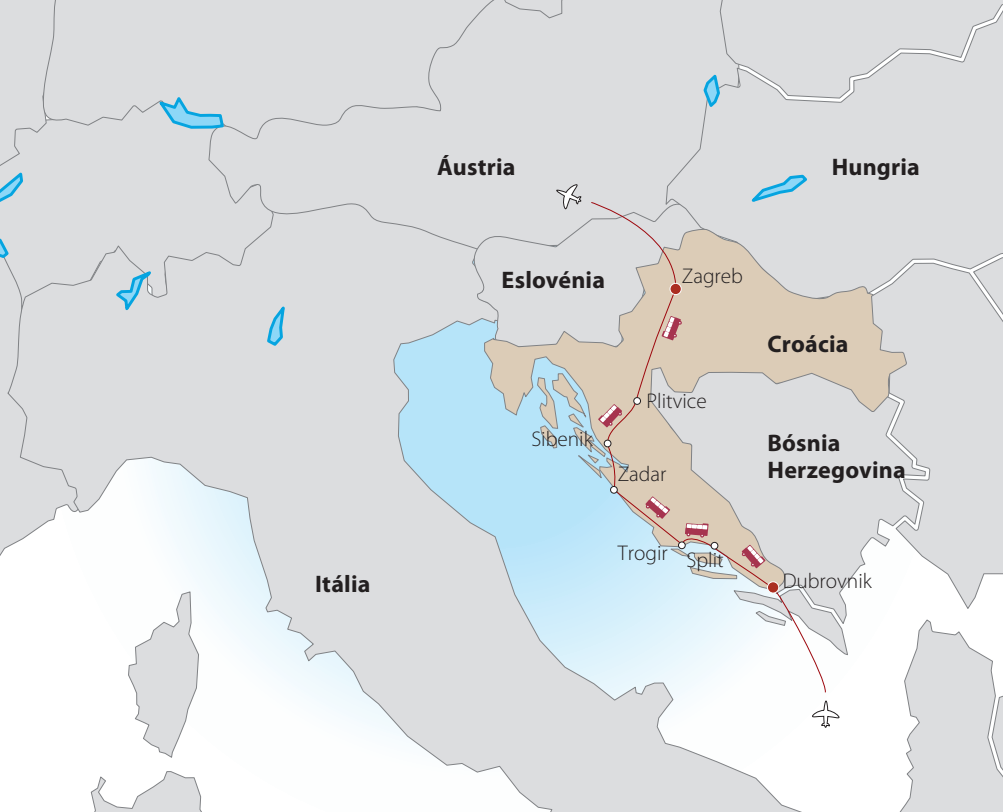 Áustria
Hungria
Eslovénia
Zagreb
Croácia
Plitvice
Sibenik
Bósnia
Herzegovina
Zadar
Trogir
Split
Itália
Dubrovnik